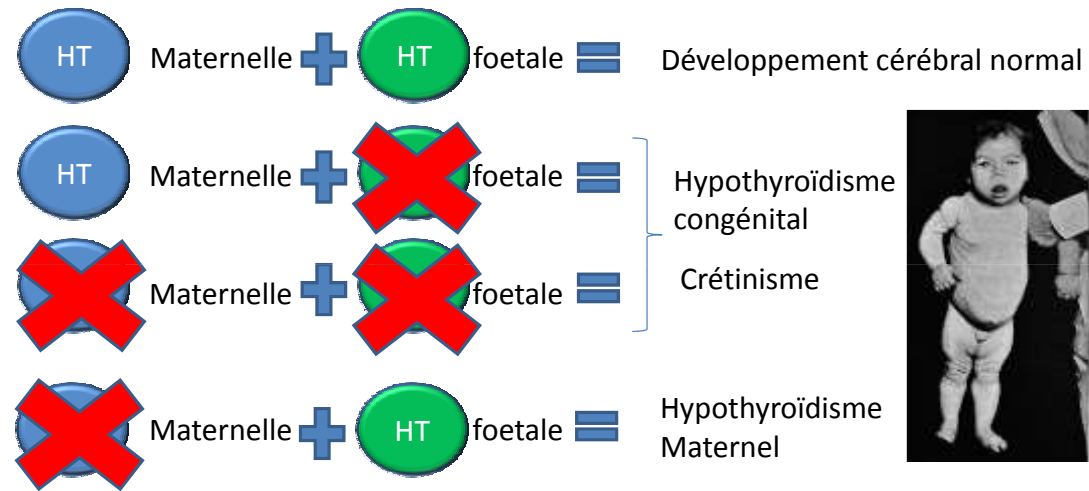 HT Maternelle + HT foetale = Développement cérébral normal
HT Maternelle + foetale =
Hypothyroïdisme
congénital
Maternelle + foetale = Crétinisme
Maternelle + HT foetale = Hypothyroïdisme
Maternel